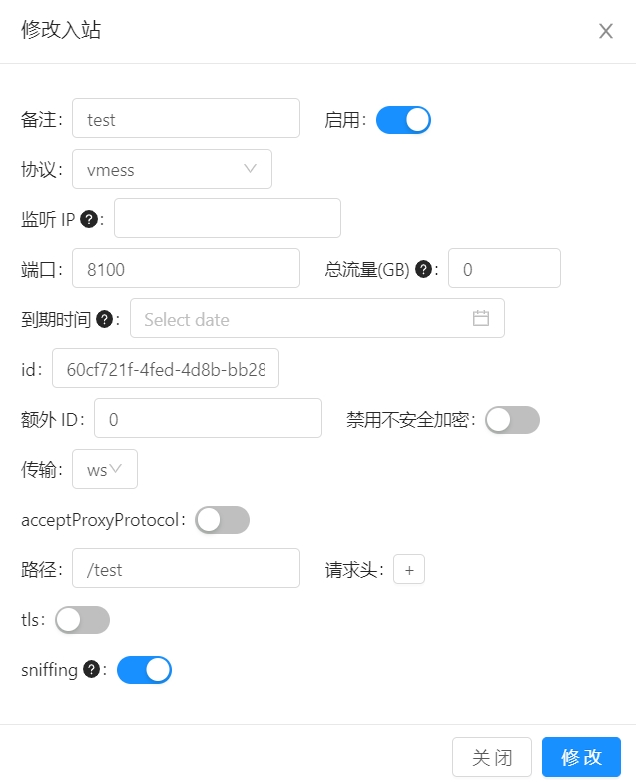 修改入站
备注: test 启用:
协议: vmess
监听 IP ?:
端口: 8100 总流量(GB) ?: 0
到期时间 ?: Select date
id: 60cf721f-4fed-4d8b-bb28
额外 ID: 0 禁用不安全加密:
传输: ws
acceptProxyProtocol:
路径: /test 请求头: +
tls:
sniffing ?:
关 闭 修 改